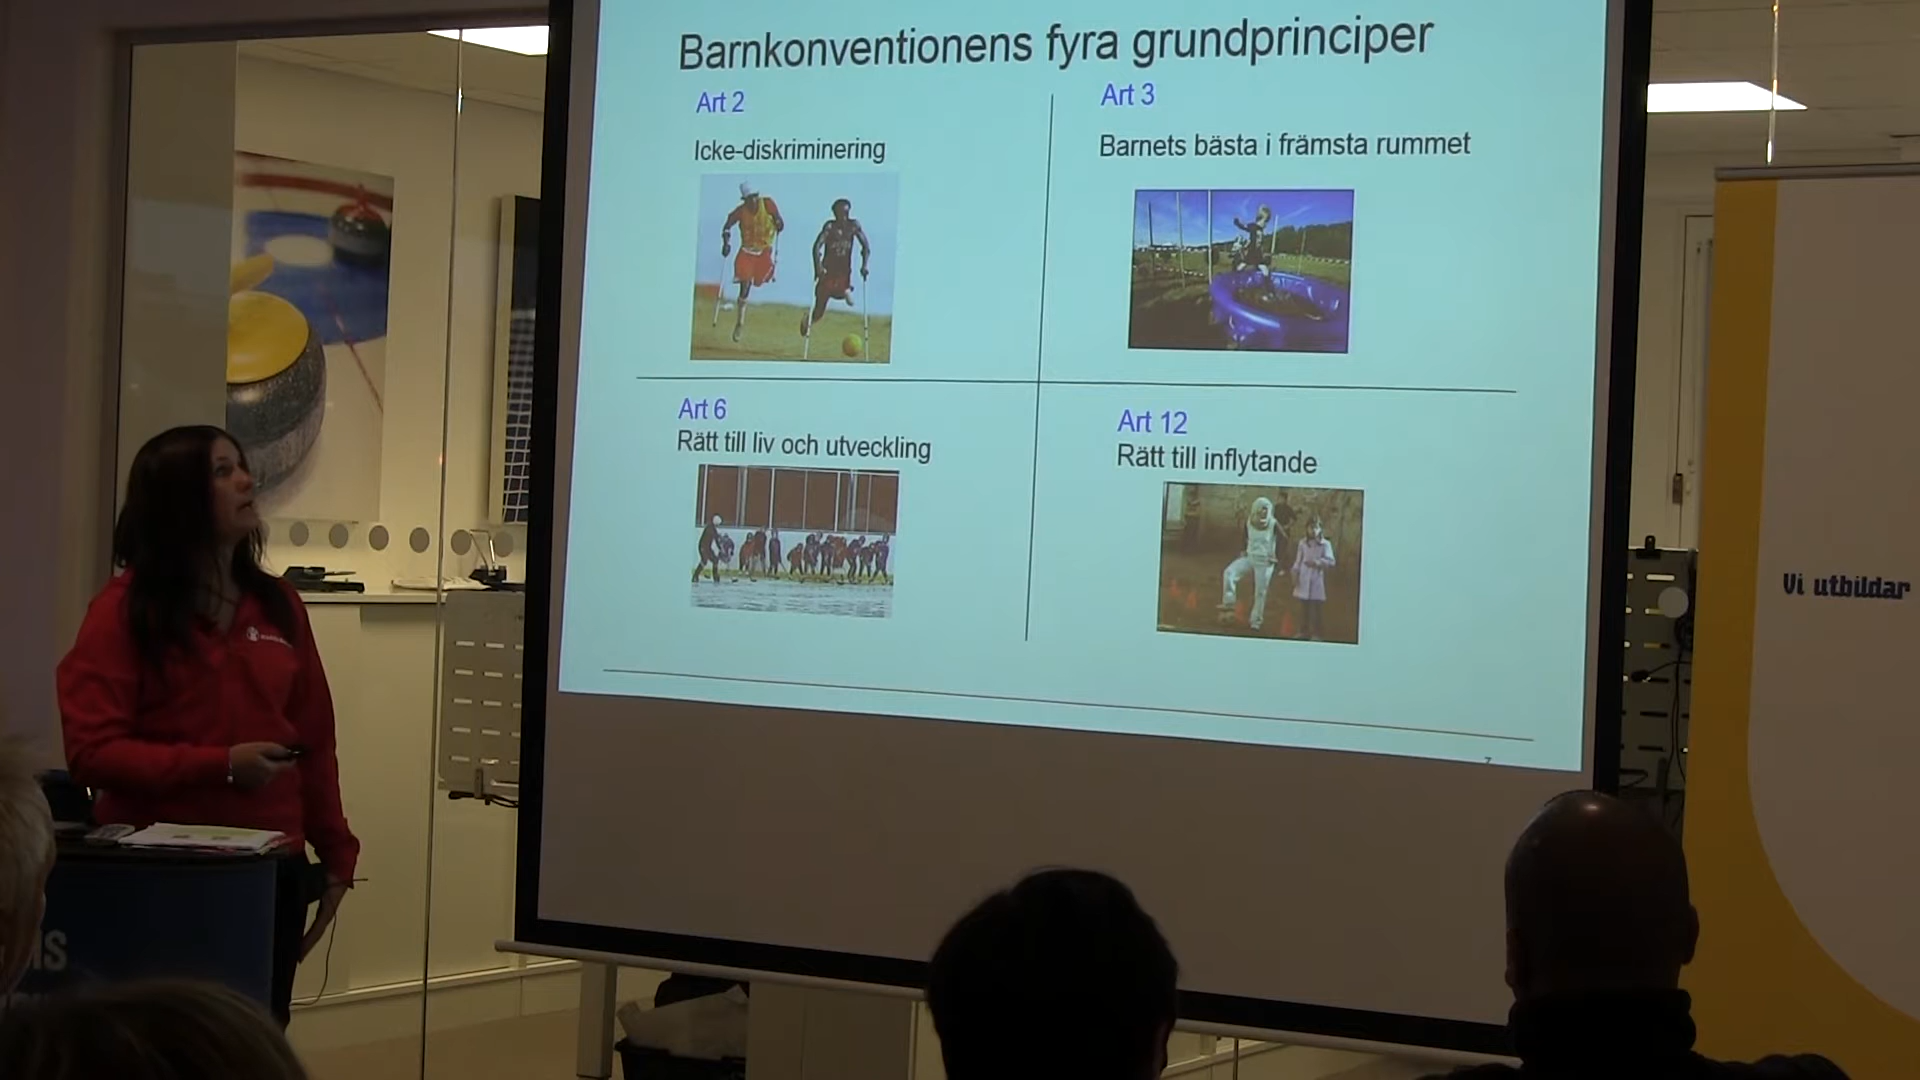 Barnkonventionens fyra grundprinciper
Art 2
Icke-diskriminering
Art 3
Barnets bästa i främsta rummet
Art 6
Rätt till liv och utveckling
Art 12
Rätt till inflytande
7
Vi utbildar